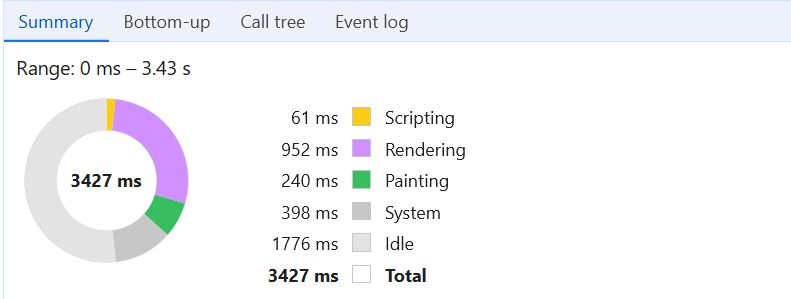 Summary Bottom-up Call tree Event log
Range: 0 ms – 3.43 s
3427 ms
61 ms Scripting
952 ms Rendering
240 ms Painting
398 ms System
1776 ms Idle
3427 ms Total